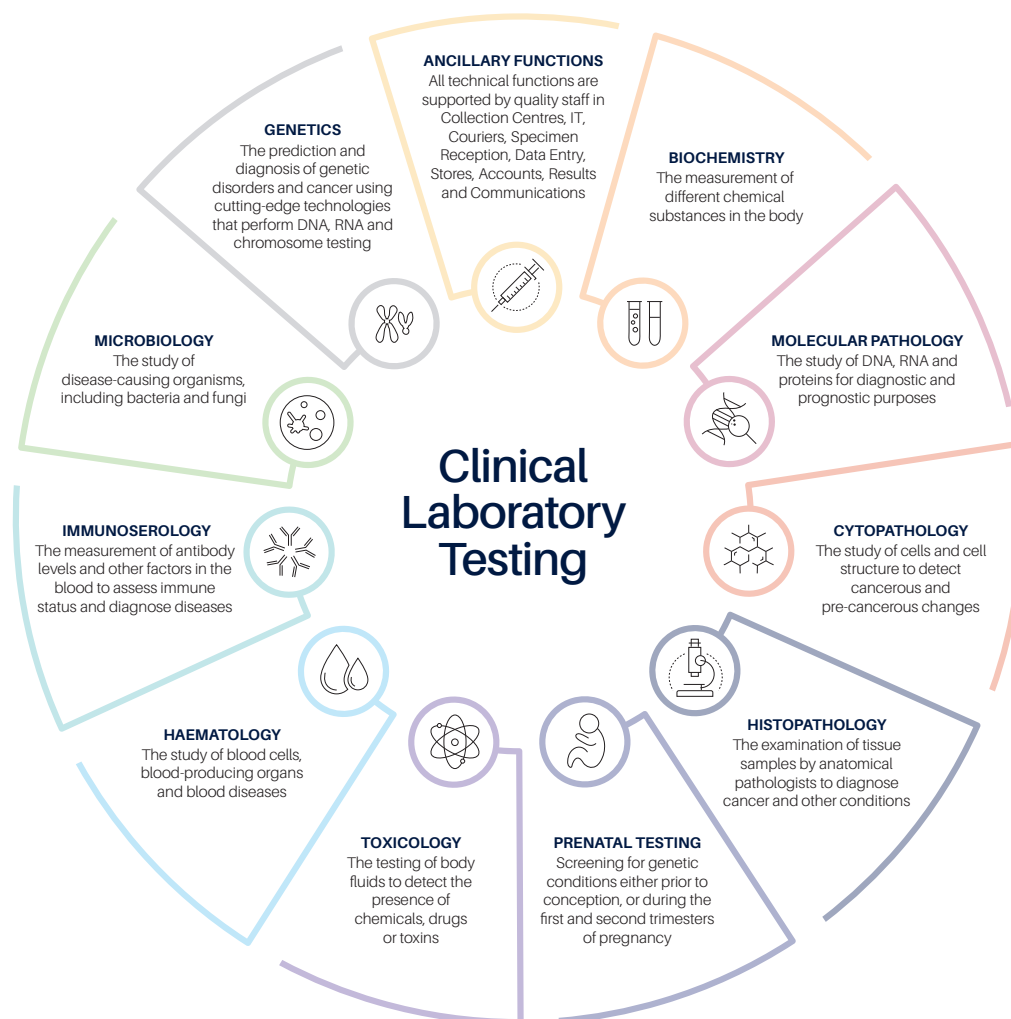 ANCILLARY FUNCTIONS
All technical functions are
supported by quality staff in
Collection Centres, IT,
Couriers, Specimen
Reception, Data Entry,
Stores, Accounts, Results
and Communications
BIOCHEMISTRY
The measurement of
different chemical
substances in the body
MOLECULAR PATHOLOGY
The study of DNA, RNA and
proteins for diagnostic and
prognostic purposes
CYTOPATHOLOGY
The study of cells and cell
structure to detect
cancerous and
pre-cancerous changes
HISTOPATHOLOGY
The examination of tissue
samples by anatomical
pathologists to diagnose
cancer and other conditions
PRENATAL TESTING
Screening for genetic
conditions either prior to
conception, or during the
first and second trimesters
of pregnancy
TOXICOLOGY
The testing of body
fluids to detect the
presence of
chemicals, drugs
or toxins
HAEMATOLOGY
The study of blood cells,
blood-producing organs
and blood diseases
IMMUNOSEROLOGY
The measurement of antibody
levels and other factors in the
blood to assess immune
status and diagnose diseases
MICROBIOLOGY
The study of
disease-causing organisms,
including bacteria and fungi
GENETICS
The prediction and
diagnosis of genetic
disorders and cancer using
cutting-edge technologies
that perform DNA, RNA and
chromosome testing
Clinical
Laboratory
Testing